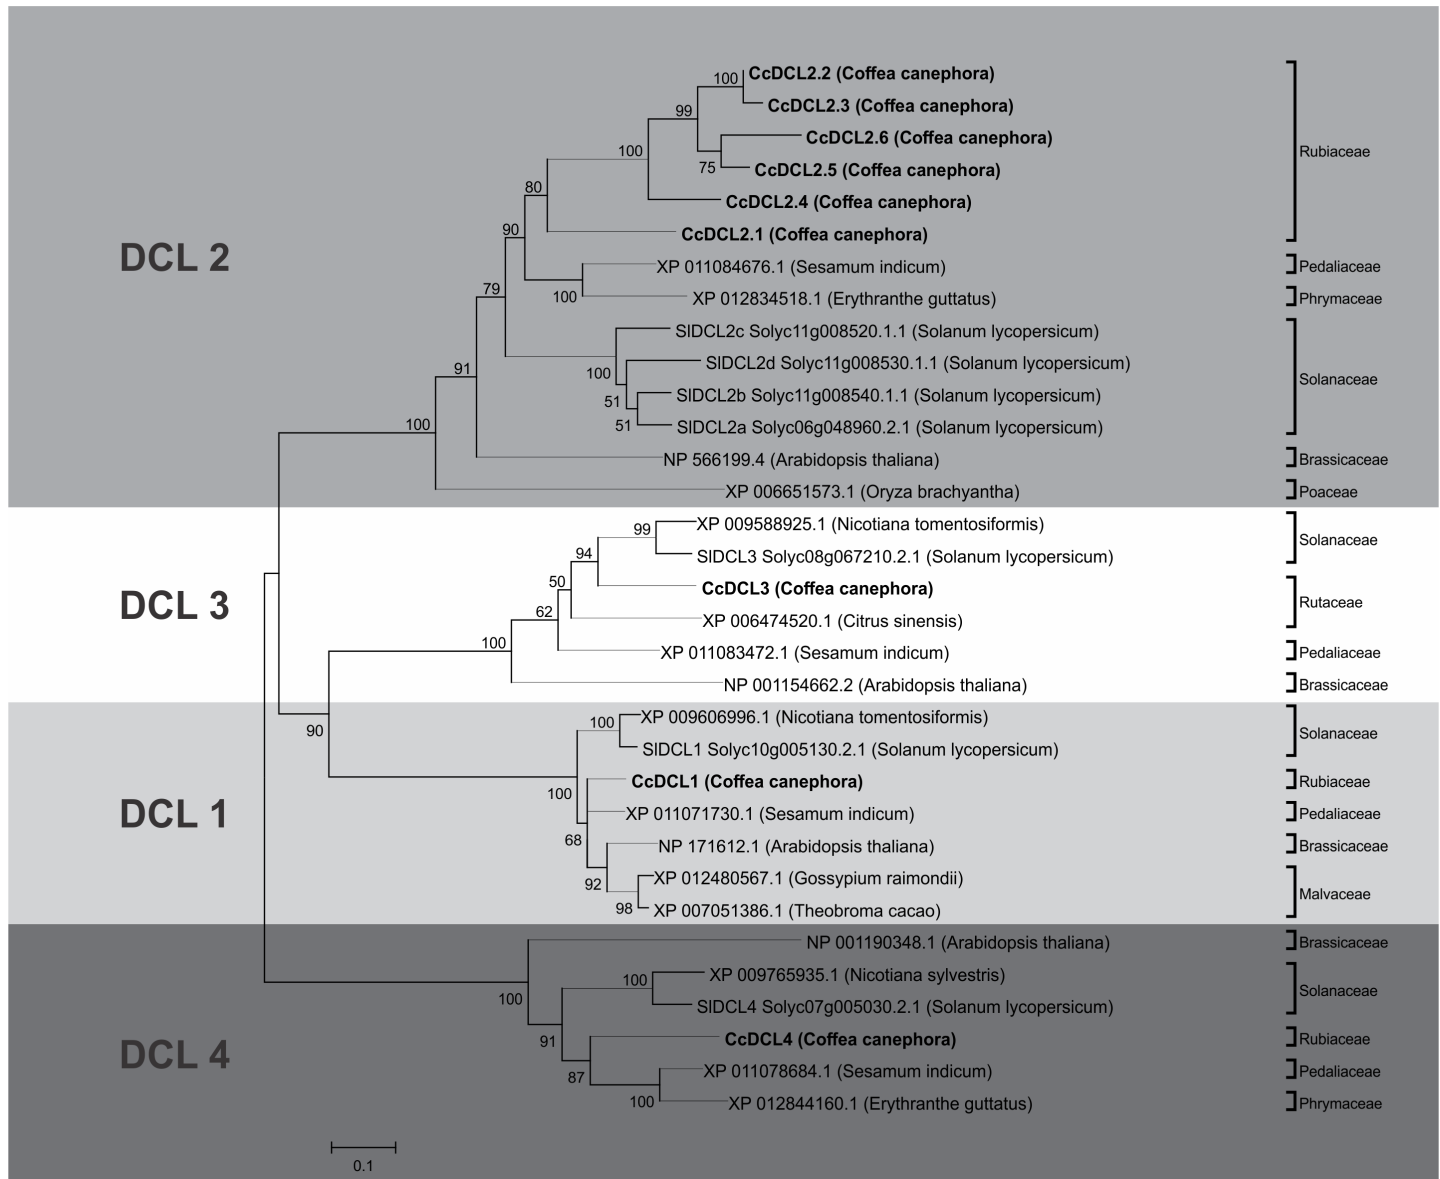 DCL 2
100
CcDCL2.2 (Coffea canephora)
99
CcDCL2.3 (Coffea canephora)
CcDCL2.6 (Coffea canephora)
100
75
CcDCL2.5 (Coffea canephora)
Rubiaceae
80
CcDCL2.4 (Coffea canephora)
90
CcDCL2.1 (Coffea canephora)
XP 011084676.1 (Sesamum indicum)
Pedaliaceae
79
100
XP 012834518.1 (Erythranthe guttatus)
Phrymaceae
SlDCL2c Solyc11g008520.1.1 (Solanum lycopersicum)
91
100
SlDCL2d Solyc11g008530.1.1 (Solanum lycopersicum)
Solanaceae
51
SlDCL2b Solyc11g008540.1.1 (Solanum lycopersicum)
100
51
SlDCL2a Solyc06g048960.2.1 (Solanum lycopersicum)
NP 566199.4 (Arabidopsis thaliana)
Brassicaceae
XP 006651573.1 (Oryza brachyantha)
Poaceae
DCL 3
99
XP 009588925.1 (Nicotiana tomentosiformis)
Solanaceae
94
SlDCL3 Solyc08g067210.2.1 (Solanum lycopersicum)
50
CcDCL3 (Coffea canephora)
Rutaceae
62
XP 006474520.1 (Citrus sinensis)
100
XP 011083472.1 (Sesamum indicum)
Pedaliaceae
NP 001154662.2 (Arabidopsis thaliana)
Brassicaceae
90
DCL 1
100
XP 009606996.1 (Nicotiana tomentosiformis)
Solanaceae
SlDCL1 Solyc10g005130.2.1 (Solanum lycopersicum)
100
CcDCL1 (Coffea canephora)
Rubiaceae
XP 011071730.1 (Sesamum indicum)
Pedaliaceae
68
NP 171612.1 (Arabidopsis thaliana)
Brassicaceae
92
XP 012480567.1 (Gossypium raimondii)
Malvaceae
98
XP 007051386.1 (Theobroma cacao)
DCL 4
NP 001190348.1 (Arabidopsis thaliana)
Brassicaceae
100
100
XP 009765935.1 (Nicotiana sylvestris)
Solanaceae
SlDCL4 Solyc07g005030.2.1 (Solanum lycopersicum)
91
CcDCL4 (Coffea canephora)
Rubiaceae
87
XP 011078684.1 (Sesamum indicum)
Pedaliaceae
100
XP 012844160.1 (Erythranthe guttatus)
Phrymaceae
0.1